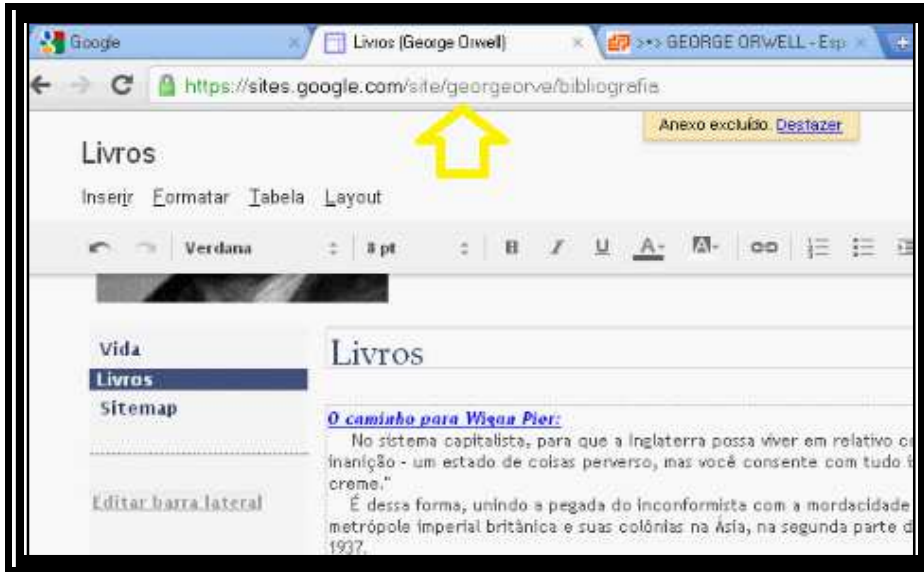 Google
Livros (George Orwell)
>•> GEORGE ORWELL - Esp
https://sites.google.com/site/georgeorve/bibliografia
Anexo excluído. Desfazer
Livros
Inserir Formatar Tabela Layout
Verdana 8 pt B I U A A
Vida
Livros
Sitemap
Editar barra lateral
Livros
O caminho para Wigan Pier:
No sistema capitalista, para que a Inglaterra possa viver em relativo
inanição - um estado de coisas perverso, mas você consente com tudo
creme."
É dessa forma, unindo a pegada do inconformista com a mordacidade
metrópole imperial britânica e suas colônias na Ásia, na segunda parte d
1937.